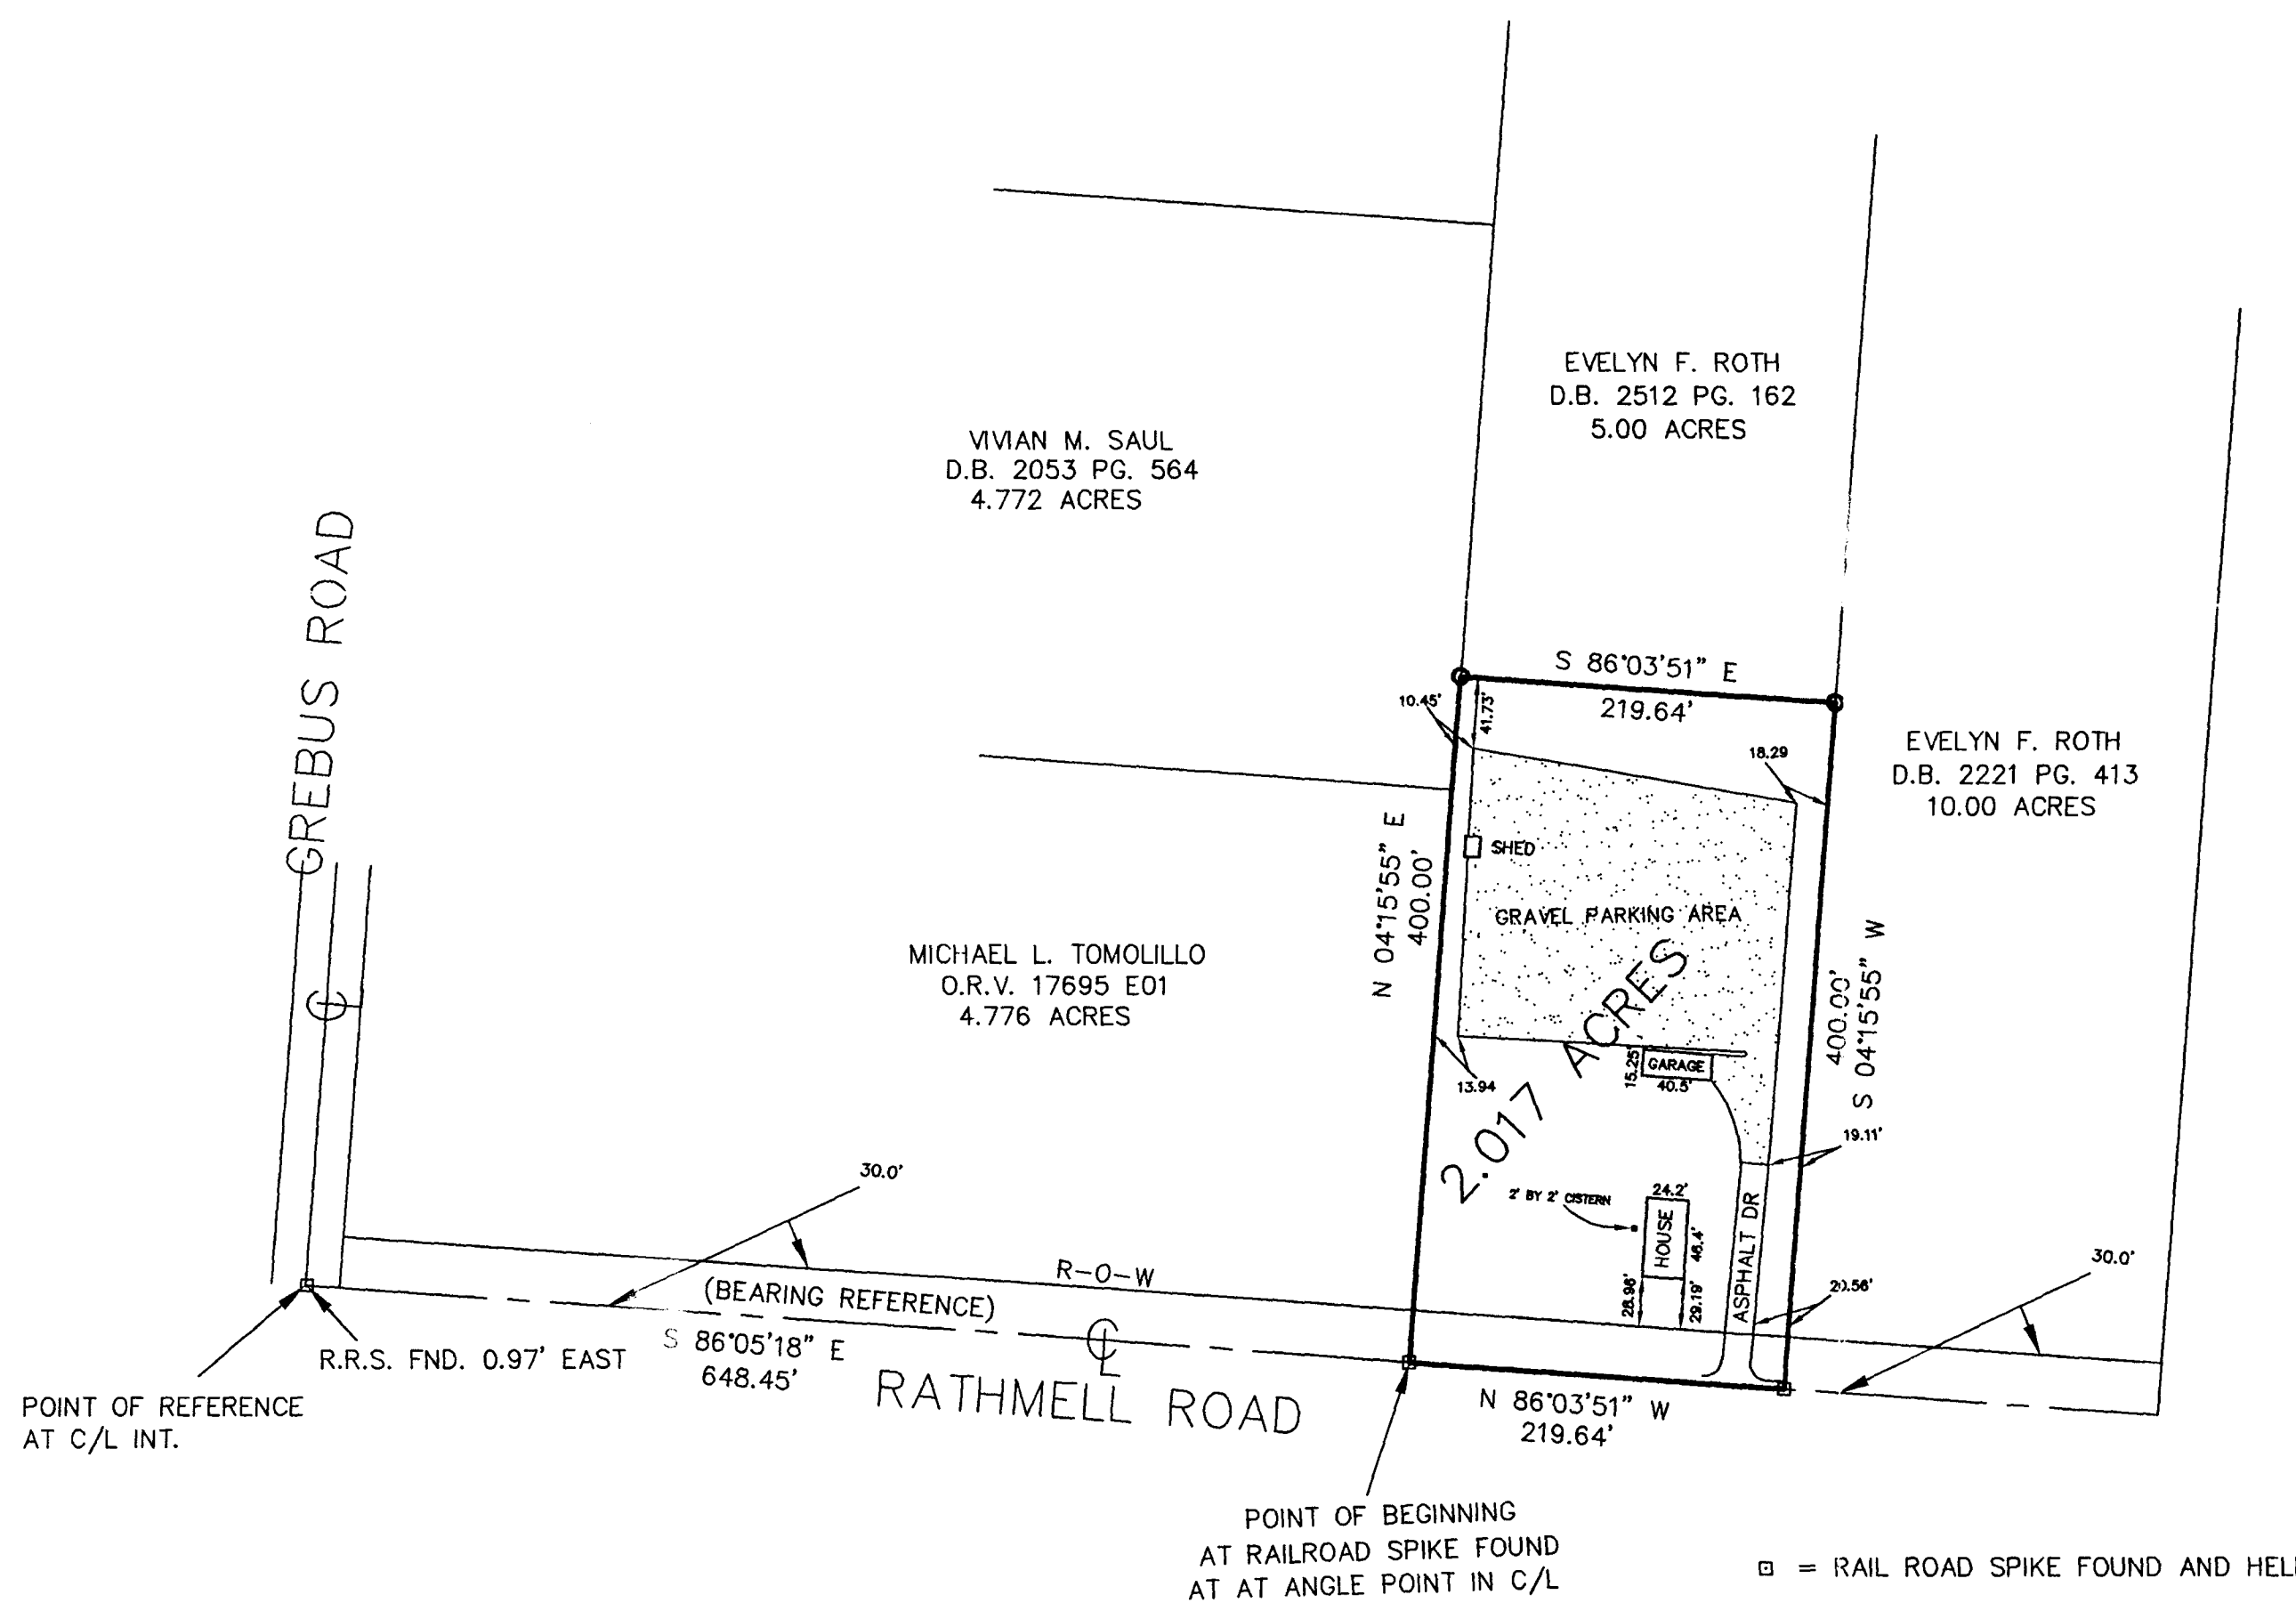 EVELYN F. ROTH
D.B. 2512 PG. 162
5.00 ACRES
VIVIAN M. SAUL
D.B. 2053 PG. 564
4.772 ACRES
GREBUS ROAD
S 86°03'51" E
219.64'
10.45'
41.73'
18.29
EVELYN F. ROTH
D.B. 2221 PG. 413
10.00 ACRES
N 04°15'55" E
400.00'
SHED
GRAVEL PARKING AREA
MICHAEL L. TOMOLILLO
O.R.V. 17695 E01
4.776 ACRES
400.00'
S 04°15'55" W
2.017 ACRES
15.25'
GARAGE
40.5'
13.94
19.11'
30.0'
2' BY 2' CISTERN
24.2'
HOUSE
46.4'
ASPHALT DR
28.96'
29.19'
20.56'
30.0'
R-O-W
(BEARING REFERENCE)
S 86°05'18" E
648.45'
℄
℄
R.R.S. FND. 0.97' EAST
RATHMELL ROAD
POINT OF REFERENCE
AT C/L INT.
N 86°03'51" W
219.64'
POINT OF BEGINNING
AT RAILROAD SPIKE FOUND
AT AT ANGLE POINT IN C/L
= RAIL ROAD SPIKE FOUND AND HEL